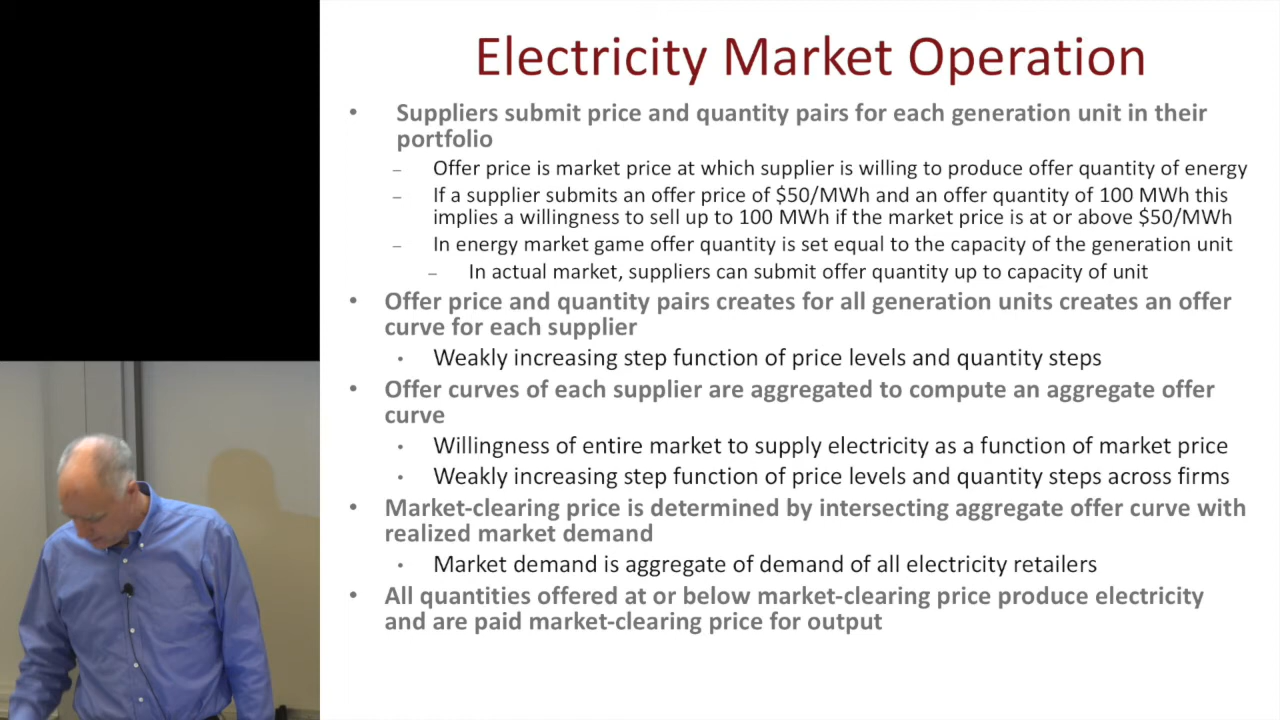 Electricity Market Operation
• Suppliers submit price and quantity pairs for each generation unit in their
portfolio
– Offer price is market price at which supplier is willing to produce offer quantity of energy
– If a supplier submits an offer price of $50/MWh and an offer quantity of 100 MWh this
implies a willingness to sell up to 100 MWh if the market price is at or above $50/MWh
– In energy market game offer quantity is set equal to the capacity of the generation unit
– In actual market, suppliers can submit offer quantity up to capacity of unit
• Offer price and quantity pairs creates for all generation units creates an offer
curve for each supplier
• Weakly increasing step function of price levels and quantity steps
• Offer curves of each supplier are aggregated to compute an aggregate offer
curve
• Willingness of entire market to supply electricity as a function of market price
• Weakly increasing step function of price levels and quantity steps across firms
• Market-clearing price is determined by intersecting aggregate offer curve with
realized market demand
• Market demand is aggregate of demand of all electricity retailers
• All quantities offered at or below market-clearing price produce electricity
and are paid market-clearing price for output